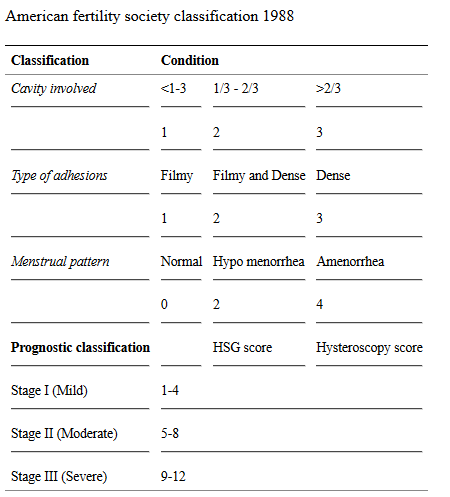 American fertility society classification 1988
Classification Condition
Cavity involved <1-3 1/3 - 2/3 >2/3
1 2 3
Type of adhesions Filmy Filmy and Dense Dense
1 2 3
Menstrual pattern Normal Hypo menorrhea Amenorrhea
0 2 4
Prognostic classification HSG score Hysteroscopy score
Stage I (Mild) 1-4
Stage II (Moderate) 5-8
Stage III (Severe) 9-12